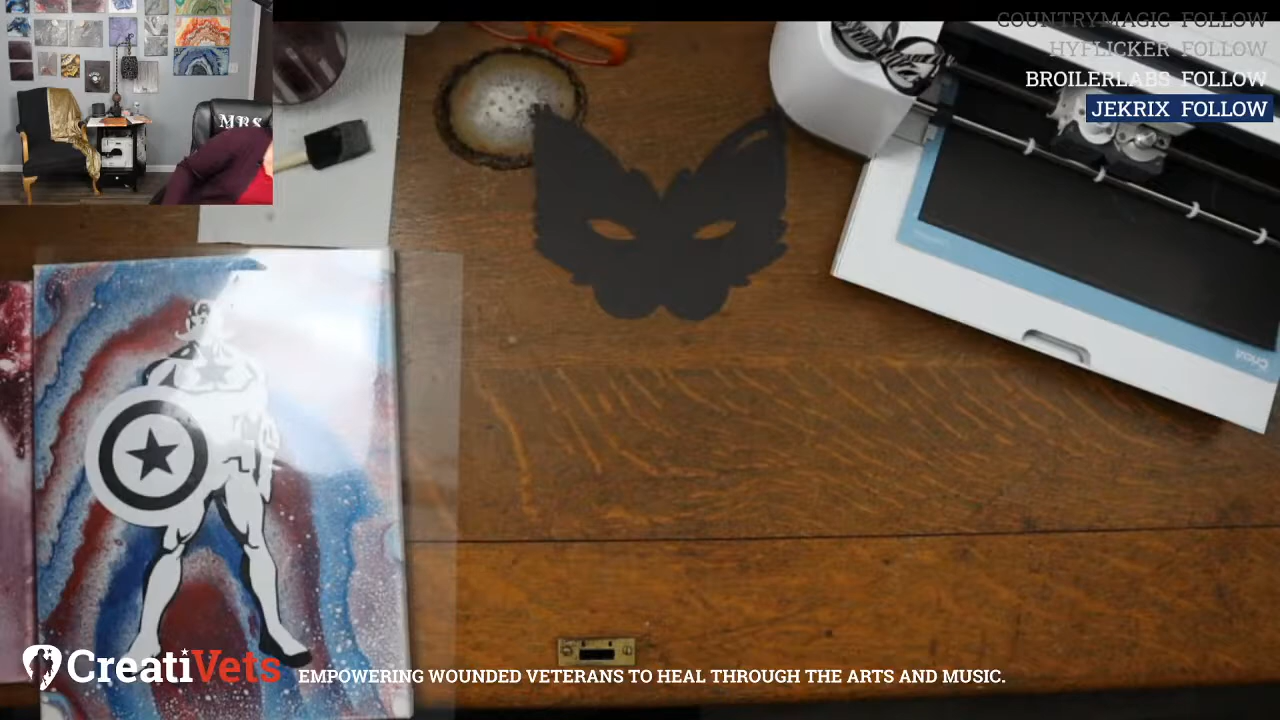 COUNTRYMAGIC FOLLOW
HYFLICKER FOLLOW
BROILERLABS FOLLOW
JEKRIX FOLLOW
MRS
Cricut
CreatiVets
EMPOWERING WOUNDED VETERANS TO HEAL THROUGH THE ARTS AND MUSIC.